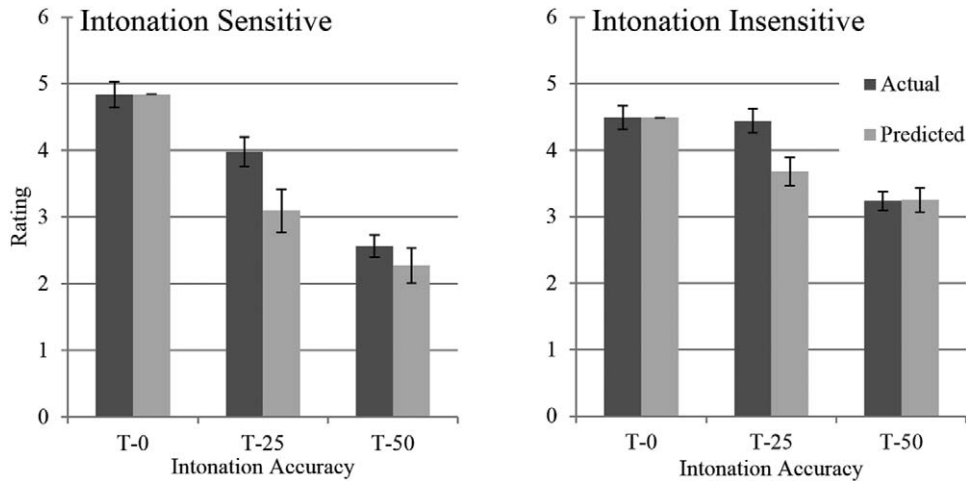 Intonation Sensitive
6
5
4
3
2
1
0
Rating
T-0 T-25 T-50
Intonation Accuracy
Intonation Insensitive
6
5
4
3
2
1
0
Actual
Predicted
T-0 T-25 T-50
Intonation Accuracy